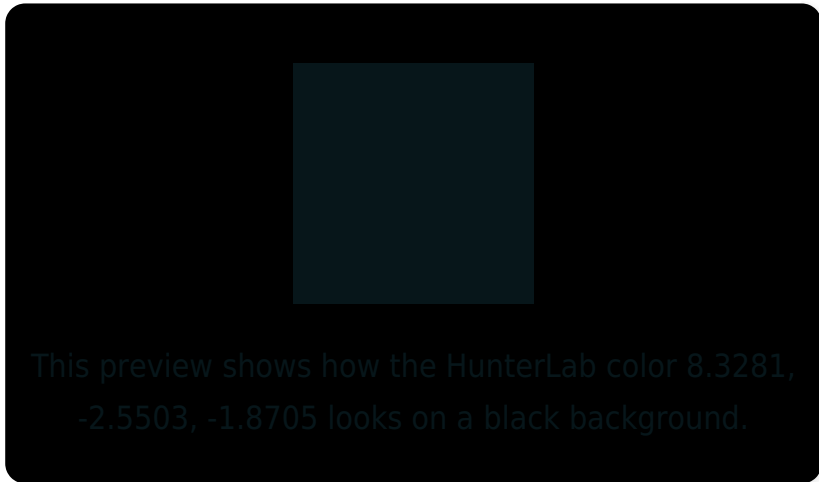 This preview shows how the HunterLab color 8.3281,
-2.5503, -1.8705 looks on a black background.